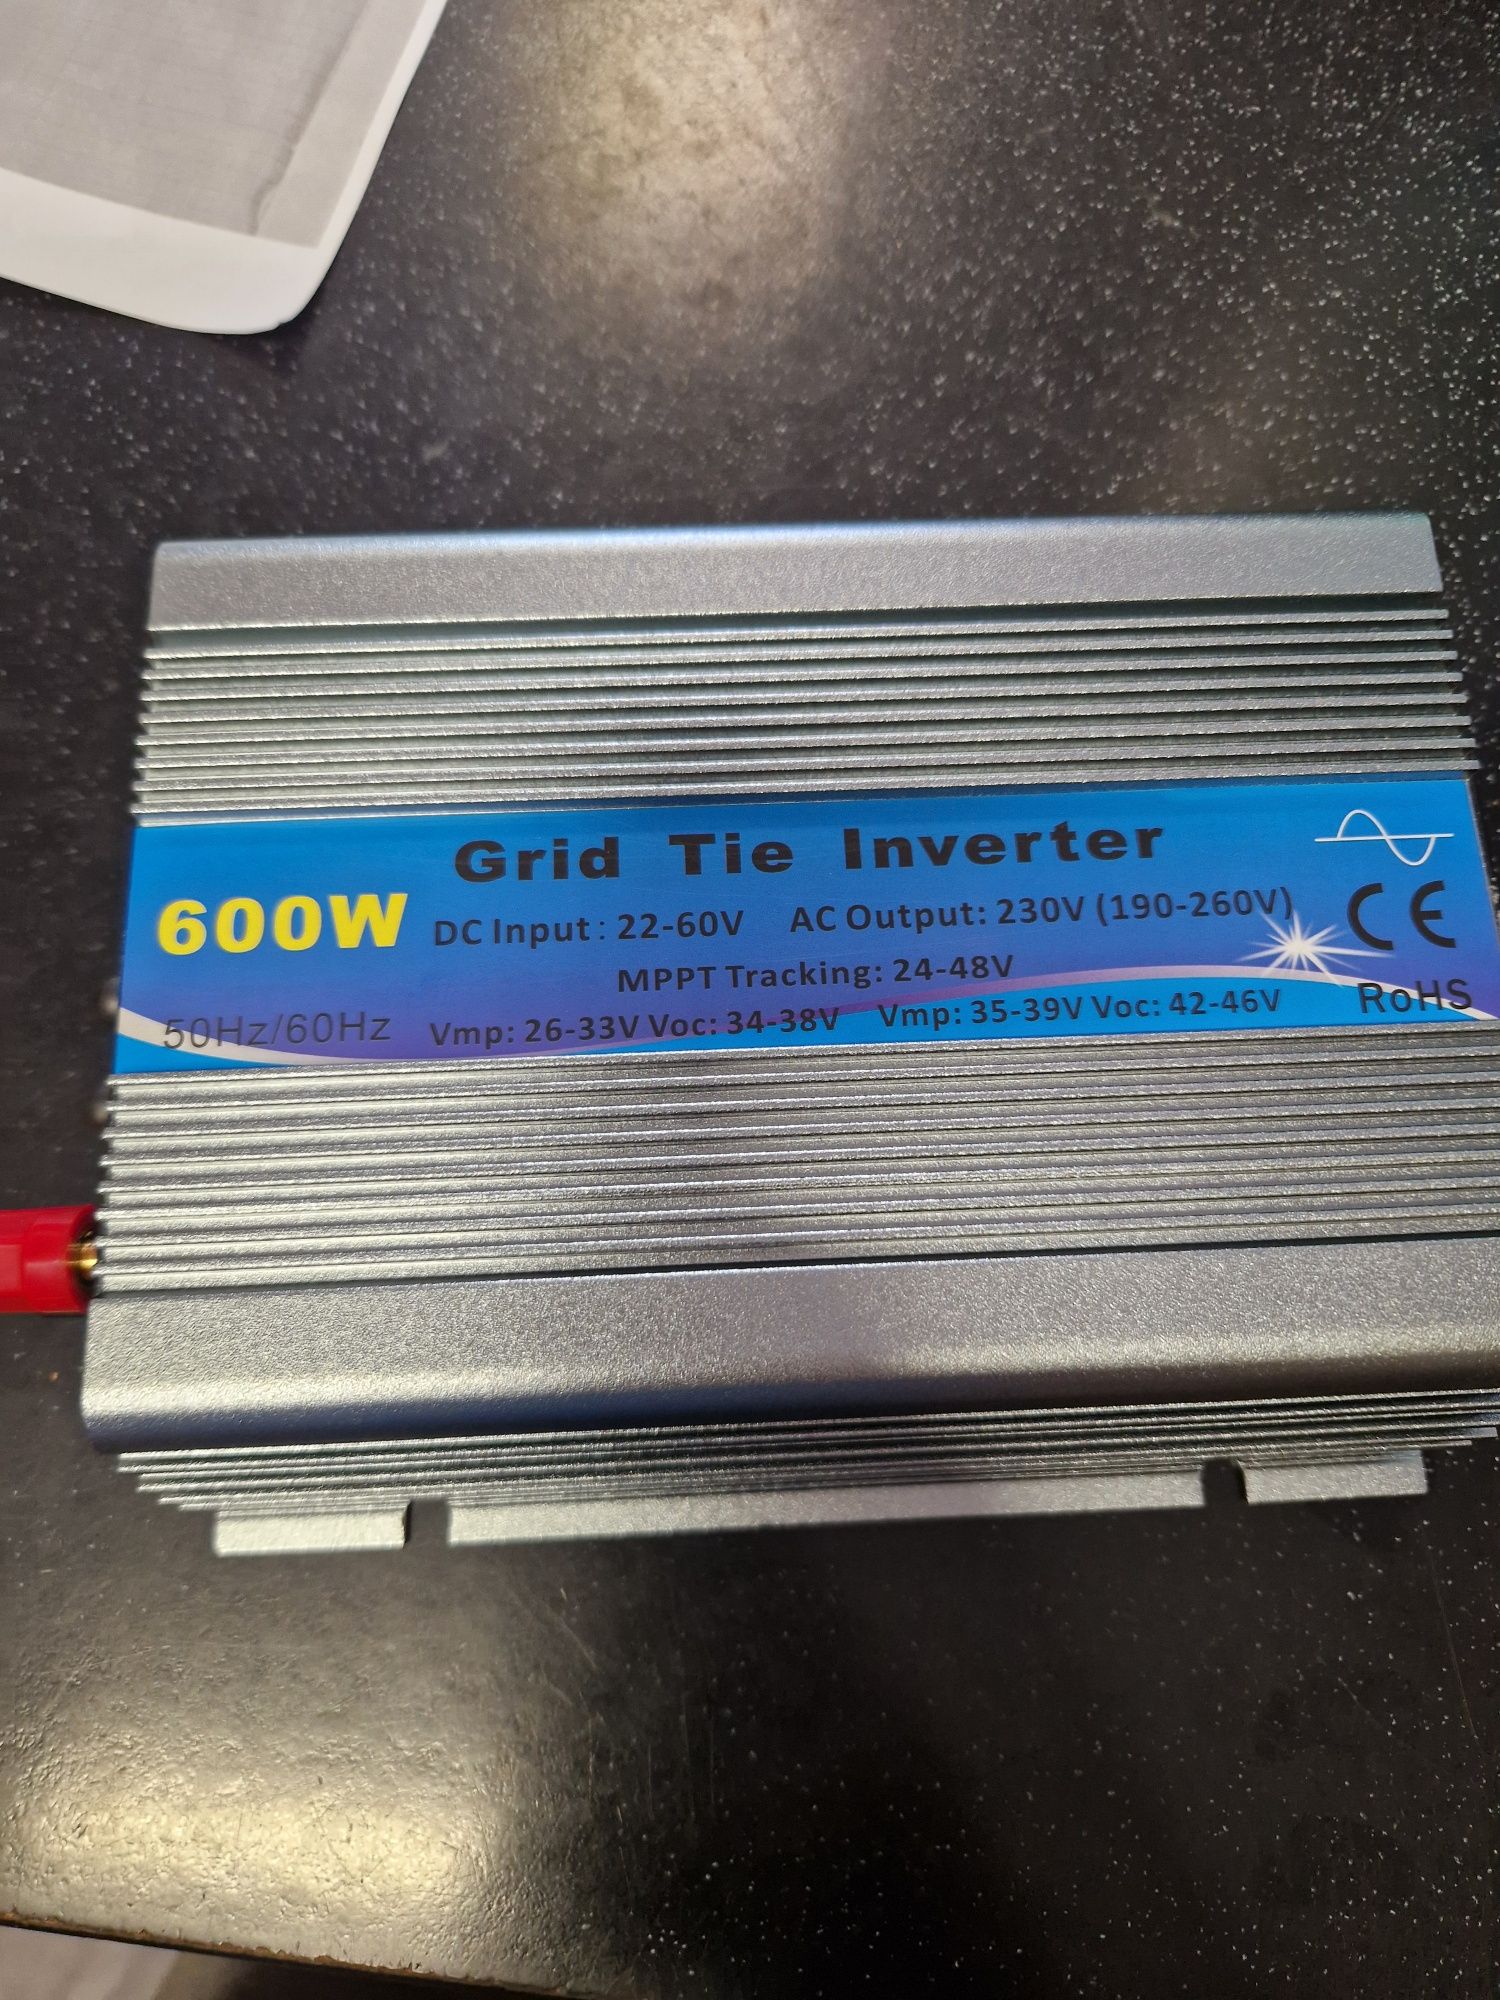 Grid Tie Inverter
600W
DC Input: 22-60V AC Output: 230V (190-260V)
CE
MPPT Tracking: 24-48V
50Hz/60Hz
Vmp: 26-33V Voc: 34-38V Vmp: 35-39V Voc: 42-46V
RoHS